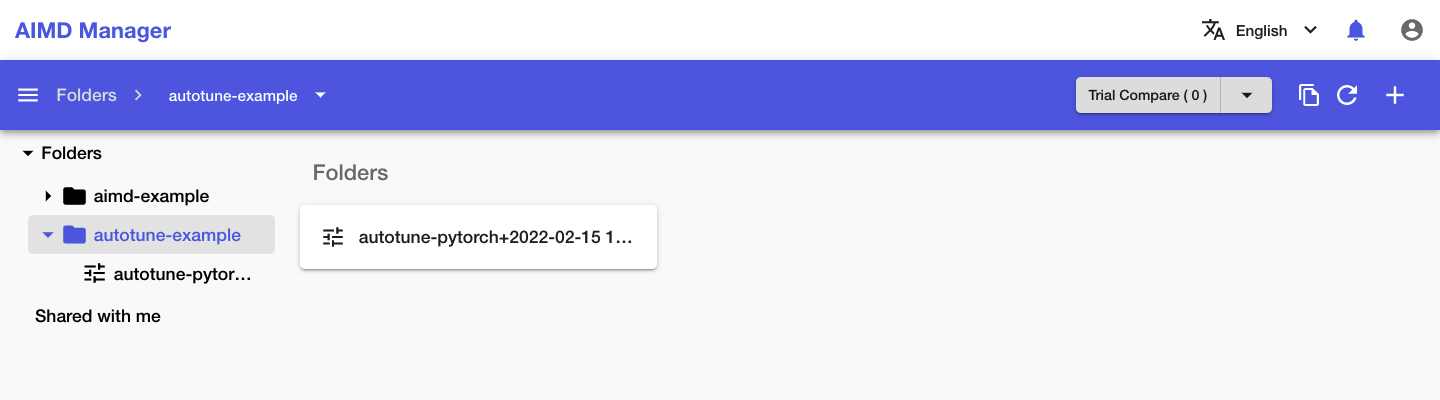 AIMD Manager
English
Folders
autotune-example
Trial Compare ( 0 )
Folders
aimd-example
autotune-example
autotune-pytor...
Shared with me
Folders
autotune-pytorch+2022-02-15 1...